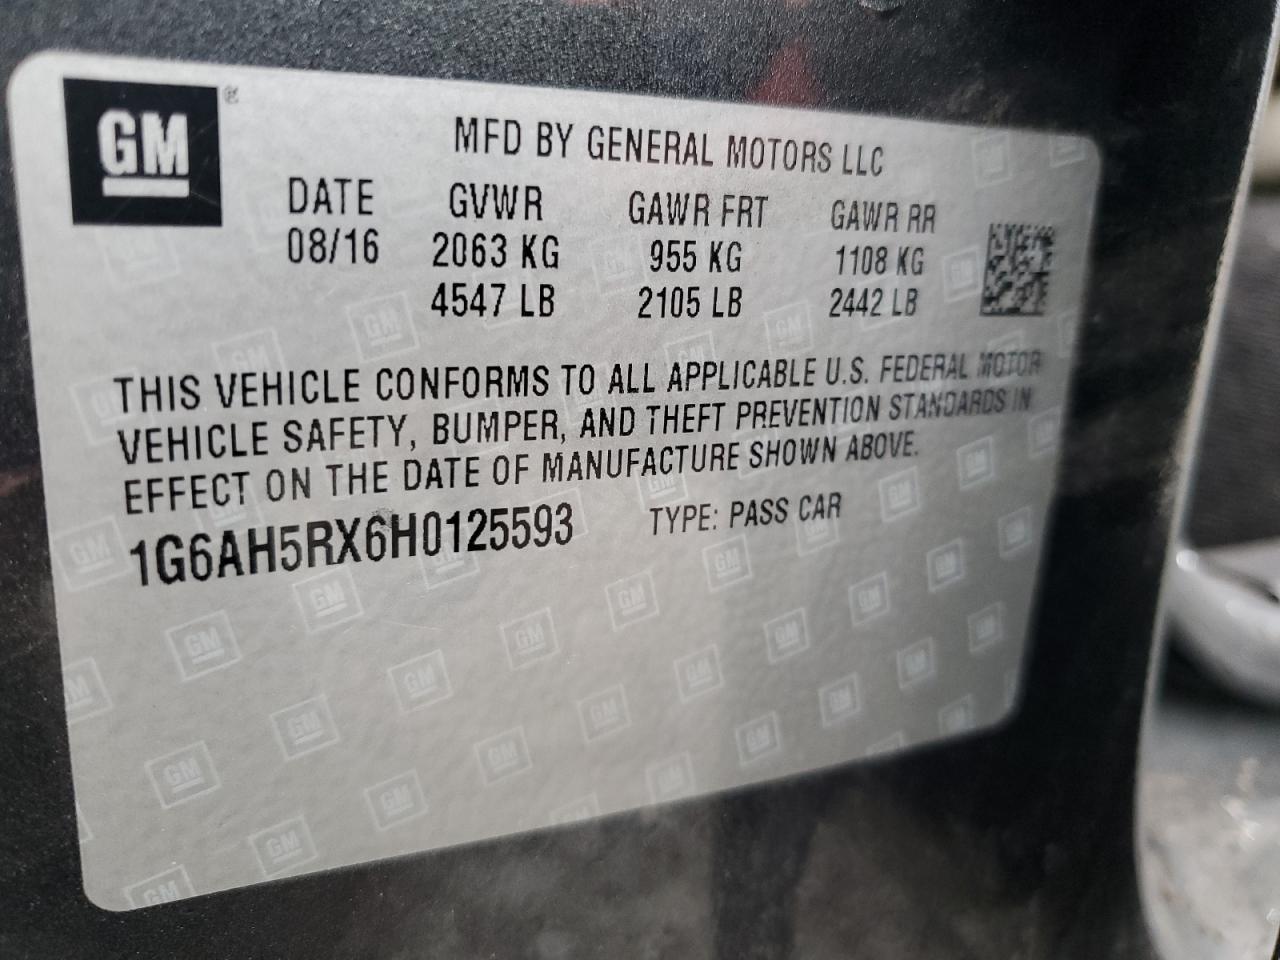 GM ®
MFD BY GENERAL MOTORS LLC
DATE GVWR GAWR FRT GAWR RR
08/16 2063 KG 955 KG 1108 KG
4547 LB 2105 LB 2442 LB
THIS VEHICLE CONFORMS TO ALL APPLICABLE U.S. FEDERAL MOTOR
VEHICLE SAFETY, BUMPER, AND THEFT PREVENTION STANDARDS IN
EFFECT ON THE DATE OF MANUFACTURE SHOWN ABOVE.
1G6AH5RX6H0125593 TYPE: PASS CAR